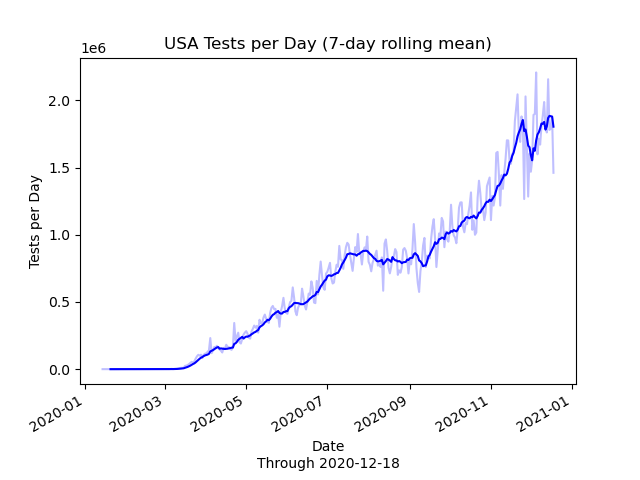 USA Tests per Day (7-day rolling mean)
1e6
2.0
1.5
1.0
0.5
0.0
Tests per Day
2020-01
2020-03
2020-05
2020-07
2020-09
2020-11
2021-01
Date
Through 2020-12-18